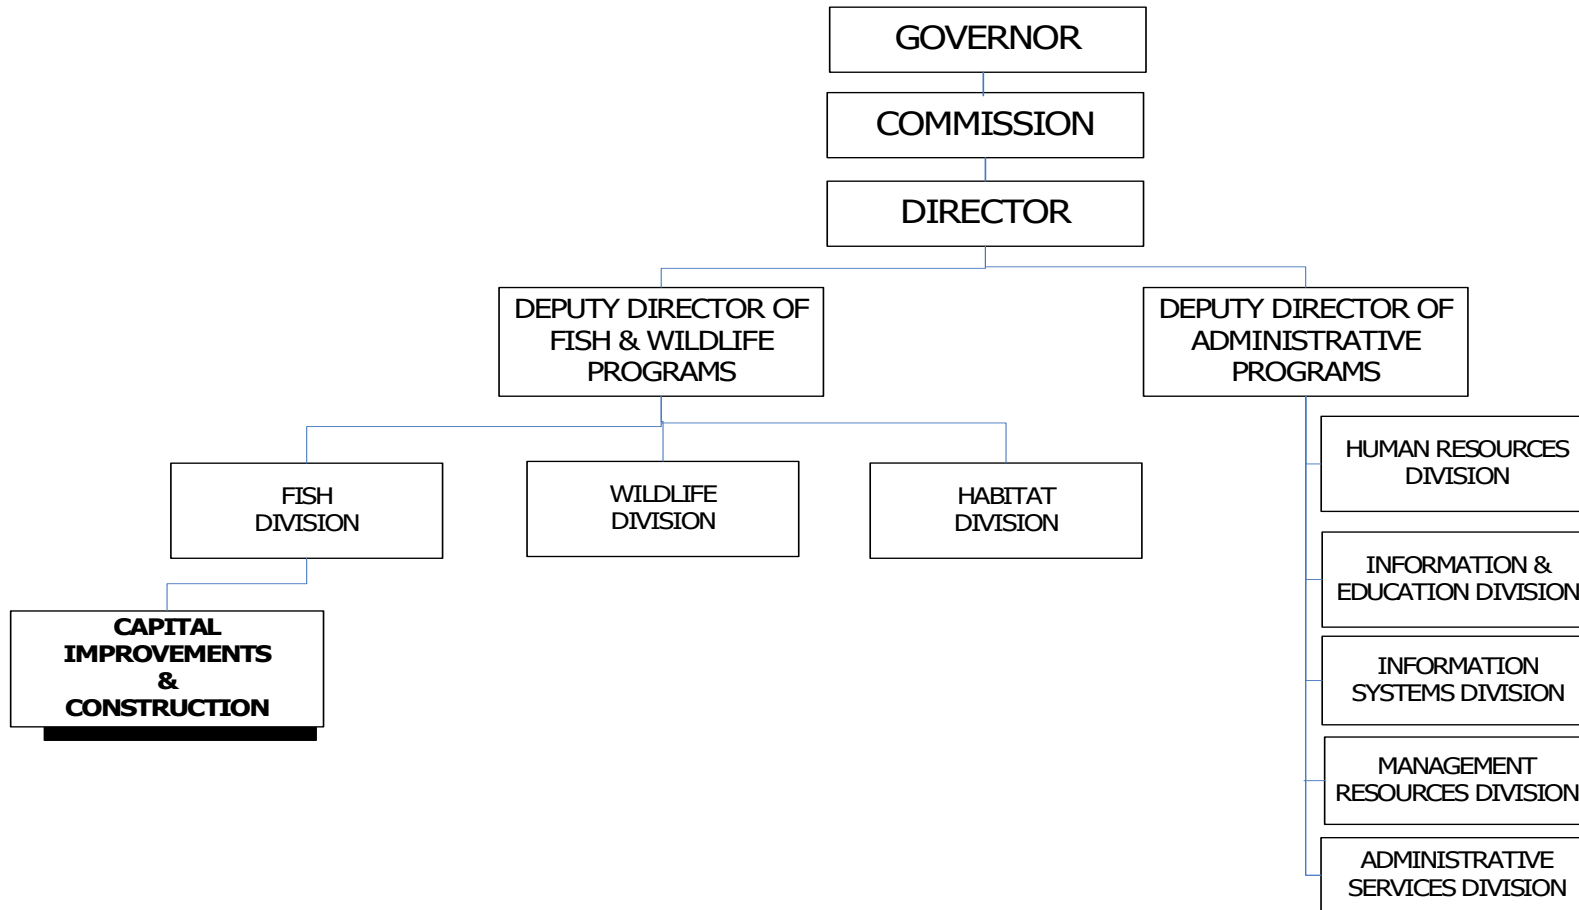 GOVERNOR
COMMISSION
DIRECTOR
DEPUTY DIRECTOR OF
FISH & WILDLIFE
PROGRAMS
DEPUTY DIRECTOR OF
ADMINISTRATIVE
PROGRAMS
FISH
DIVISION
WILDLIFE
DIVISION
HABITAT
DIVISION
CAPITAL
IMPROVEMENTS
&
CONSTRUCTION
HUMAN RESOURCES
DIVISION
INFORMATION &
EDUCATION DIVISION
INFORMATION
SYSTEMS DIVISION
MANAGEMENT
RESOURCES DIVISION
ADMINISTRATIVE
SERVICES DIVISION